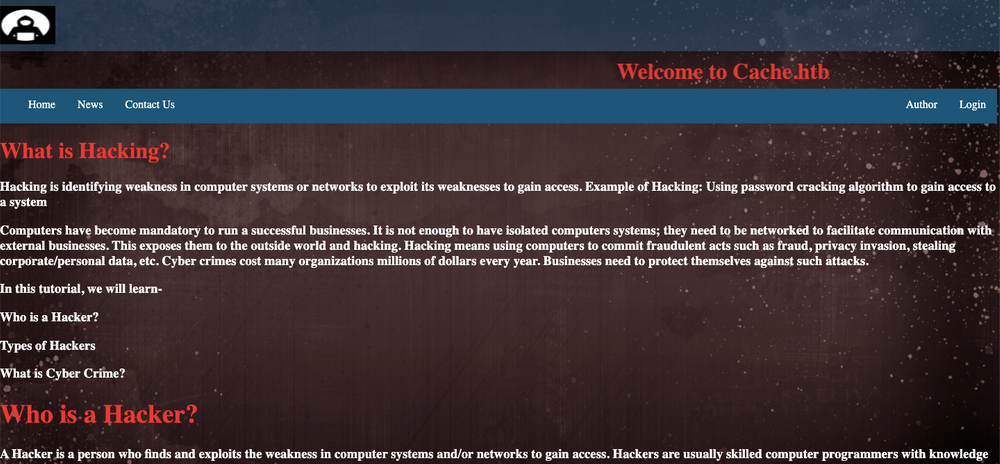 Welcome to Cache.htb
Home News Contact Us Author Login
What is Hacking?
Hacking is identifying weakness in computer systems or networks to exploit its weaknesses to gain access. Example of Hacking: Using password cracking algorithm to gain access to
a system
Computers have become mandatory to run a successful businesses. It is not enough to have isolated computers systems; they need to be networked to facilitate communication with
external businesses. This exposes them to the outside world and hacking. Hacking means using computers to commit fraudulent acts such as fraud, privacy invasion, stealing
corporate/personal data, etc. Cyber crimes cost many organizations millions of dollars every year. Businesses need to protect themselves against such attacks.
In this tutorial, we will learn-
Who is a Hacker?
Types of Hackers
What is Cyber Crime?
Who is a Hacker?
A Hacker is a person who finds and exploits the weakness in computer systems and/or networks to gain access. Hackers are usually skilled computer programmers with knowledge